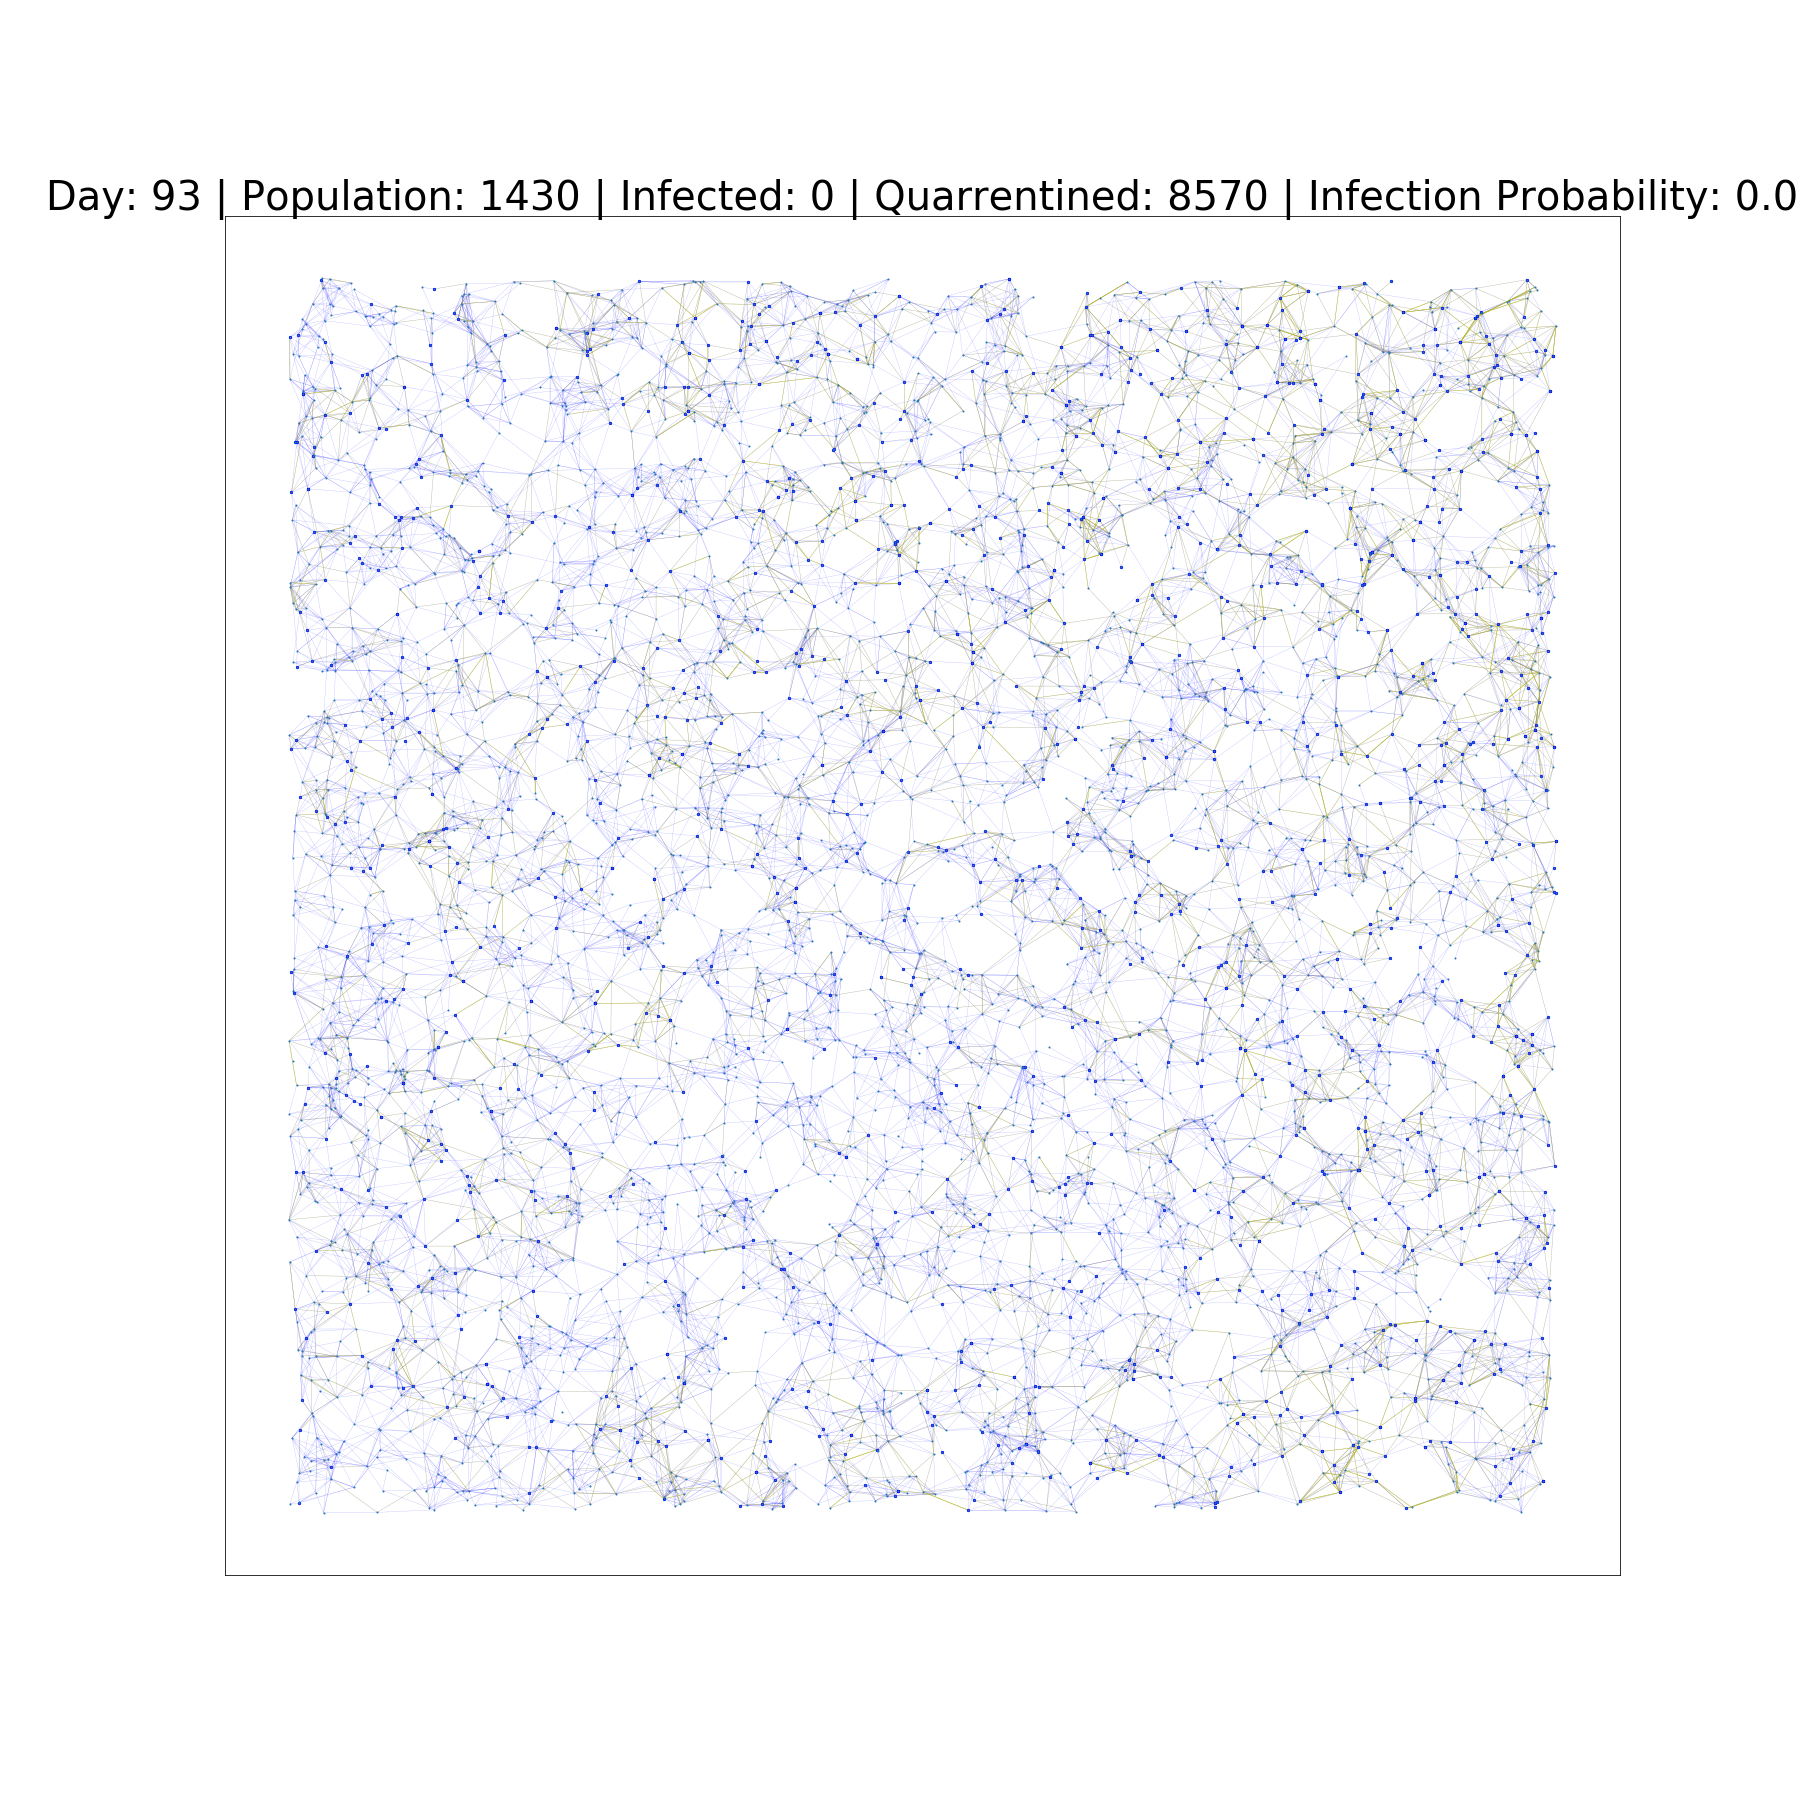 Day: 93 | Population: 1430 | Infected: 0 | Quarrentined: 8570 | Infection Probability: 0.0